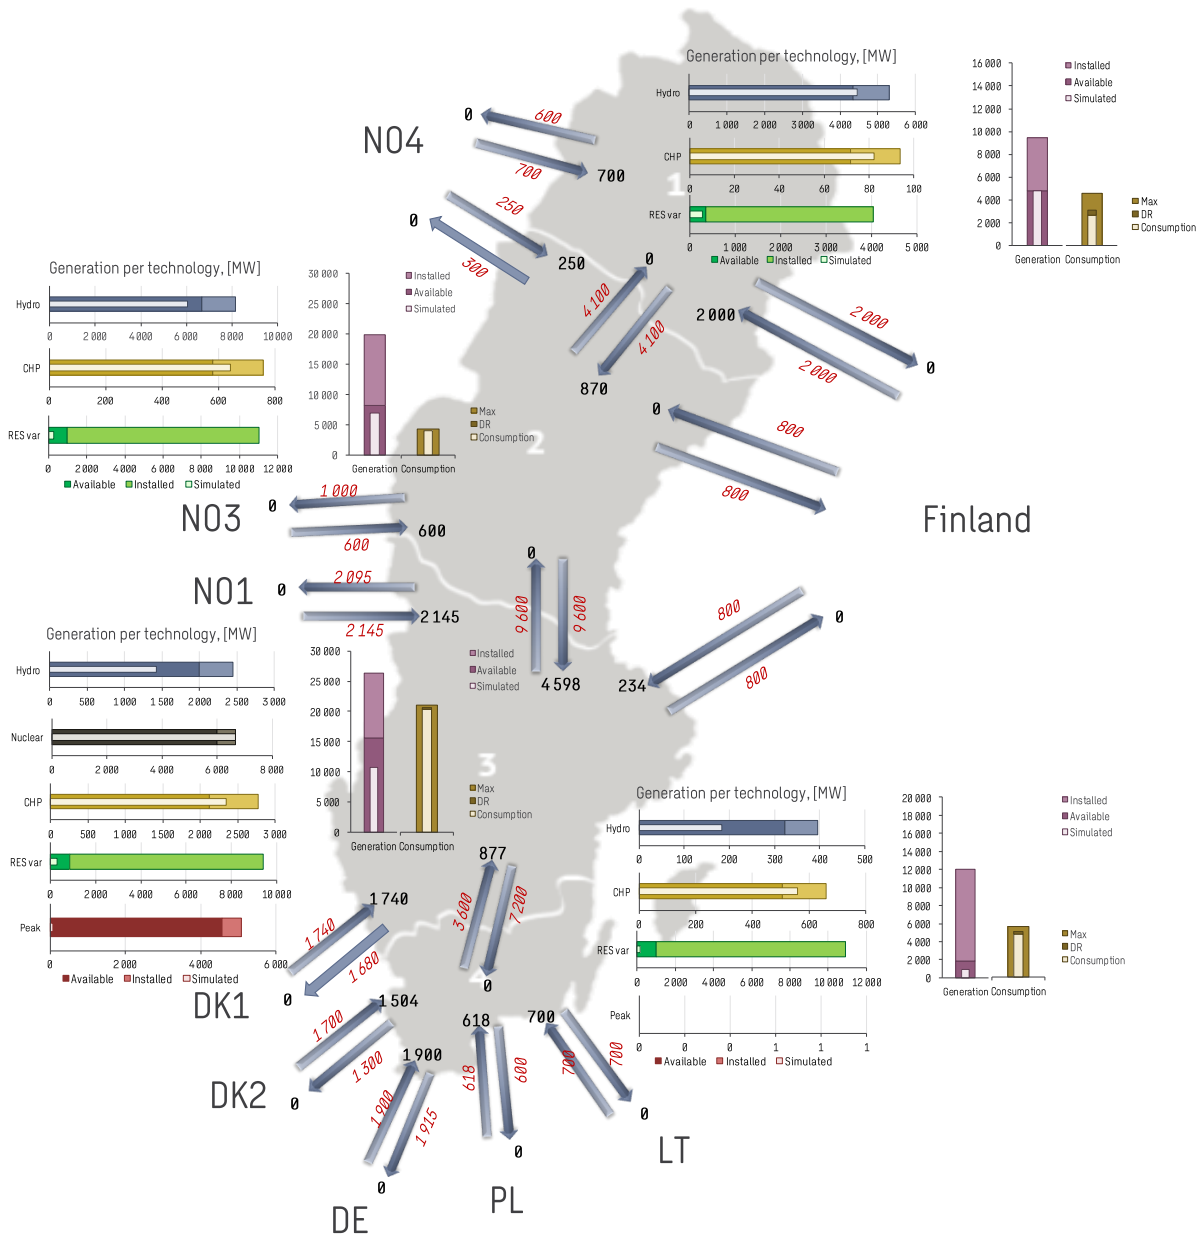 Generation per technology, [MW]
Hydro
0 1 000 2 000 3 000 4 000 5 000 6 000
CHP
0 20 40 60 80 100
RES var
0 1 000 2 000 3 000 4 000 5 000
Available Installed Simulated
16 000
14 000
12 000
10 000
8 000
6 000
4 000
2 000
0
Installed
Available
Simulated
Max
DR
Consumption
Generation Consumption
NO4
0
600
700
700
1
250
250
0
300
0
4 100
4 100
870
2 000
2 000
0
2 000
0
800
800
Finland
Generation per technology, [MW]
Hydro
0 2 000 4 000 6 000 8 000 10 000
CHP
0 200 400 600 800
RES var
0 2 000 4 000 6 000 8 000 10 000 12 000
Available Installed Simulated
30 000
25 000
20 000
15 000
10 000
5 000
0
Installed
Available
Simulated
Max
DR
Consumption
Generation Consumption
2
NO3
0
1 000
600
600
NO1
0
2 095
2 145
2 145
0
9 600
9 600
4 598
800
0
234
800
Generation per technology, [MW]
Hydro
0 500 1 000 1 500 2 000 2 500 3 000
Nuclear
0 2 000 4 000 6 000 8 000
CHP
0 500 1 000 1 500 2 000 2 500 3 000
RES var
0 2 000 4 000 6 000 8 000 10 000
Peak
0 2 000 4 000 6 000
Available Installed Simulated
30 000
25 000
20 000
15 000
10 000
5 000
0
Installed
Available
Simulated
Max
DR
Consumption
Generation Consumption
3
Generation per technology, [MW]
Hydro
0 100 200 300 400 500
CHP
0 200 400 600 800
RES var
0 2 000 4 000 6 000 8 000 10 000 12 000
Peak
0 0 0 1 1 1
Available Installed Simulated
20 000
18 000
16 000
14 000
12 000
10 000
8 000
6 000
4 000
2 000
0
Installed
Available
Simulated
Max
DR
Consumption
Generation Consumption
877
3 600
7 200
0
1 740
1 740
1 680
0
DK1
1 504
1 700
1 300
0
DK2
1 900
1 900
1 915
0
DE
618
618
600
0
PL
700
700
700
0
LT